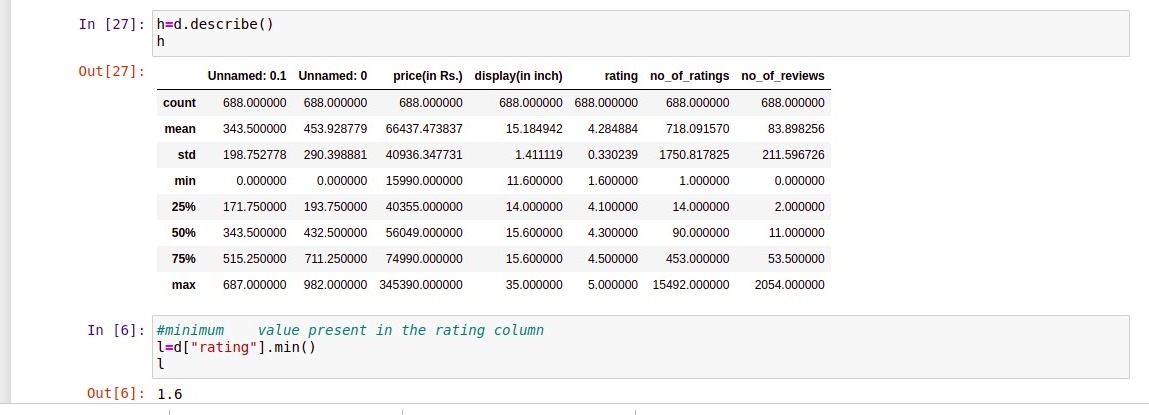 In [27]: h=d.describe()
h
Out[27]:
Unnamed: 0.1 Unnamed: 0 price(in Rs.) display(in inch) rating no_of_ratings no_of_reviews
count 688.000000 688.000000 688.000000 688.000000 688.000000 688.000000 688.000000
mean 343.500000 453.928779 66437.473837 15.184942 4.284884 718.091570 83.898256
std 198.752778 290.398881 40936.347731 1.411119 0.330239 1750.817825 211.596726
min 0.000000 0.000000 15990.000000 11.600000 1.600000 1.000000 0.000000
25% 171.750000 193.750000 40355.000000 14.000000 4.100000 14.000000 2.000000
50% 343.500000 432.500000 56049.000000 15.600000 4.300000 90.000000 11.000000
75% 515.250000 711.250000 74990.000000 15.600000 4.500000 453.000000 53.500000
max 687.000000 982.000000 345390.000000 35.000000 5.000000 15492.000000 2054.000000
In [6]: #minimum    value present in the rating column
l=d["rating"].min()
l
Out[6]: 1.6